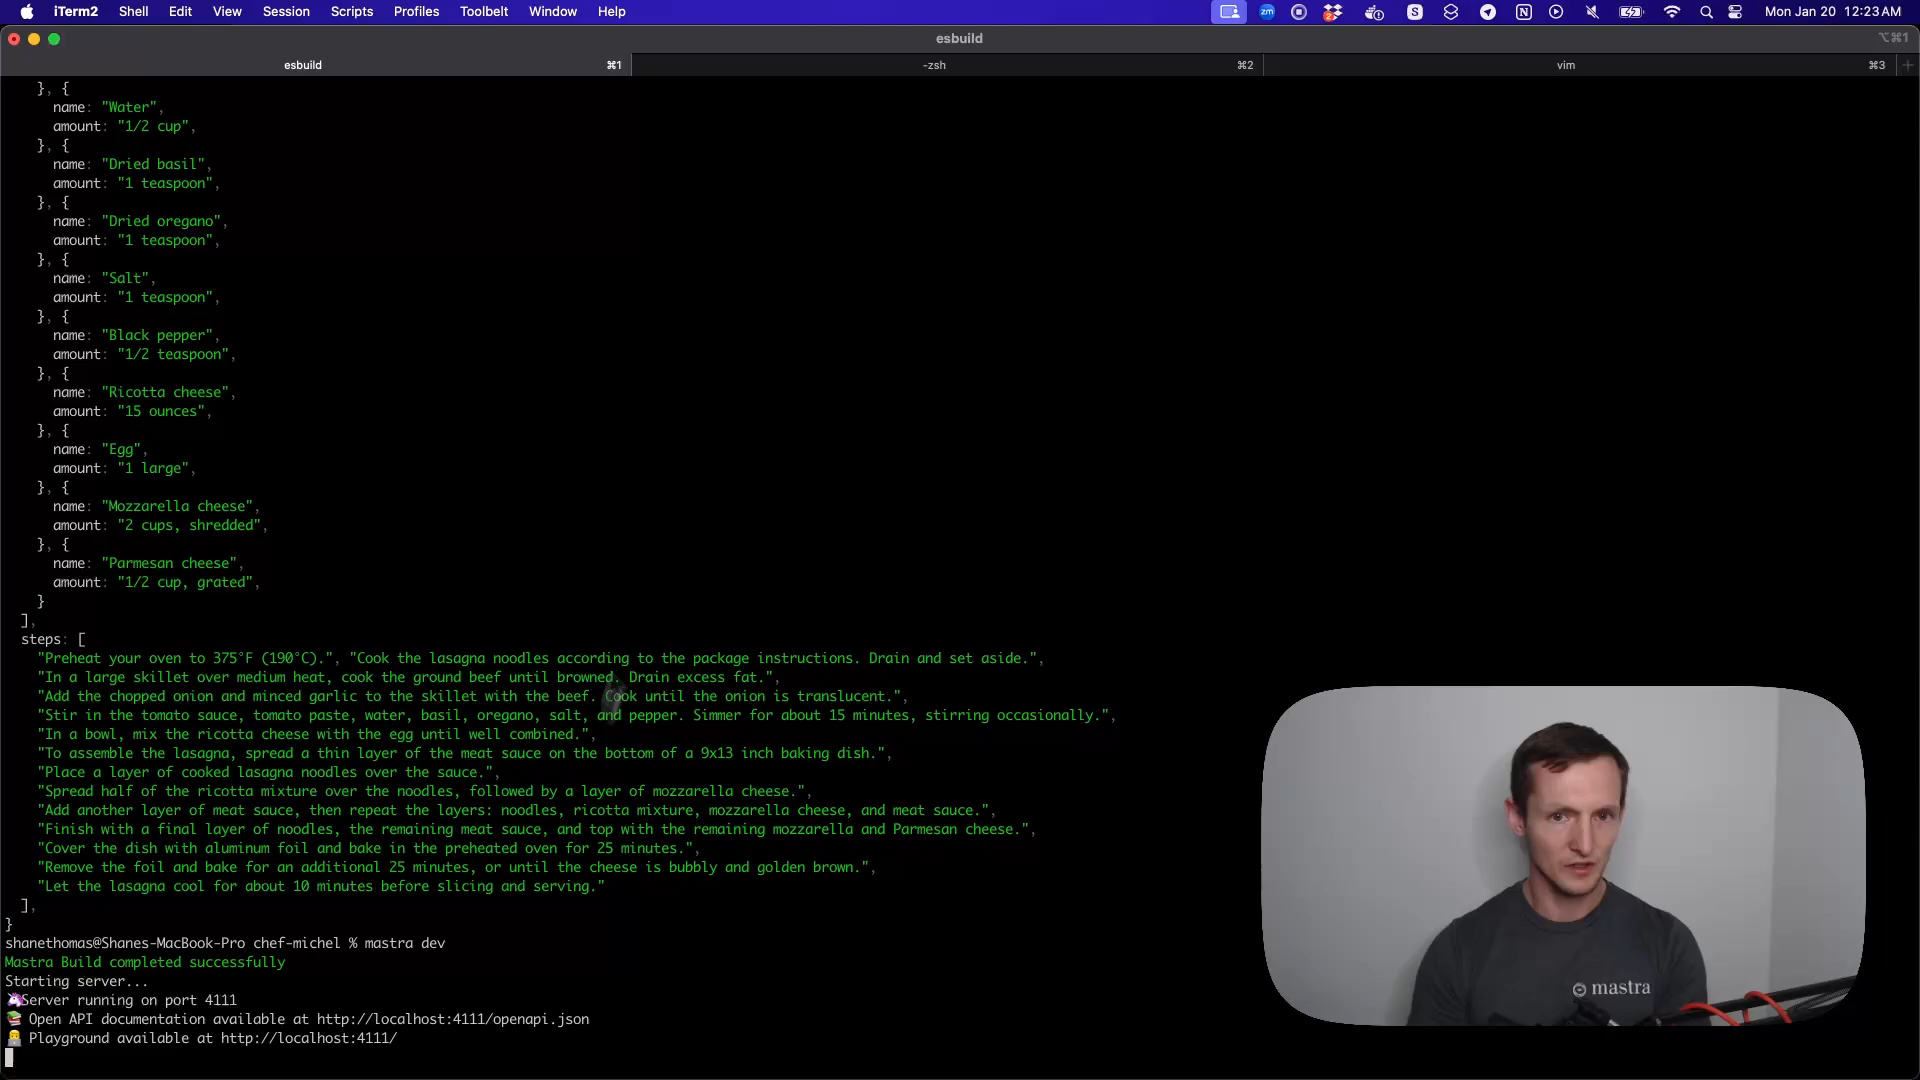 iTerm2 Shell Edit View Session Scripts Profiles Toolbelt Window Help Mon Jan 20 12:23 AM
esbuild ⌥⌘1
esbuild ⌘1 -zsh ⌘2 vim ⌘3
}, {
name: "Water",
amount: "1/2 cup",
}, {
name: "Dried basil",
amount: "1 teaspoon",
}, {
name: "Dried oregano",
amount: "1 teaspoon",
}, {
name: "Salt",
amount: "1 teaspoon",
}, {
name: "Black pepper",
amount: "1/2 teaspoon",
}, {
name: "Ricotta cheese",
amount: "15 ounces",
}, {
name: "Egg",
amount: "1 large",
}, {
name: "Mozzarella cheese",
amount: "2 cups, shredded",
}, {
name: "Parmesan cheese",
amount: "1/2 cup, grated",
}
],
steps: [
"Preheat your oven to 375°F (190°C).", "Cook the lasagna noodles according to the package instructions. Drain and set aside.",
"In a large skillet over medium heat, cook the ground beef until browned. Drain excess fat.",
"Add the chopped onion and minced garlic to the skillet with the beef. Cook until the onion is translucent.",
"Stir in the tomato sauce, tomato paste, water, basil, oregano, salt, and pepper. Simmer for about 15 minutes, stirring occasionally.",
"In a bowl, mix the ricotta cheese with the egg until well combined.",
"To assemble the lasagna, spread a thin layer of the meat sauce on the bottom of a 9x13 inch baking dish.",
"Place a layer of cooked lasagna noodles over the sauce.",
"Spread half of the ricotta mixture over the noodles, followed by a layer of mozzarella cheese.",
"Add another layer of meat sauce, then repeat the layers: noodles, ricotta mixture, mozzarella cheese, and meat sauce.",
"Finish with a final layer of noodles, the remaining meat sauce, and top with the remaining mozzarella and Parmesan cheese.",
"Cover the dish with aluminum foil and bake in the preheated oven for 25 minutes.",
"Remove the foil and bake for an additional 25 minutes, or until the cheese is bubbly and golden brown.",
"Let the lasagna cool for about 10 minutes before slicing and serving."
],
}
shanethomas@Shanes-MacBook-Pro chef-michel % mastra dev
Mastra Build completed successfully
Starting server...
🦄Server running on port 4111
📚 Open API documentation available at http://localhost:4111/openapi.json
👨‍💻 Playground available at http://localhost:4111/
mastra